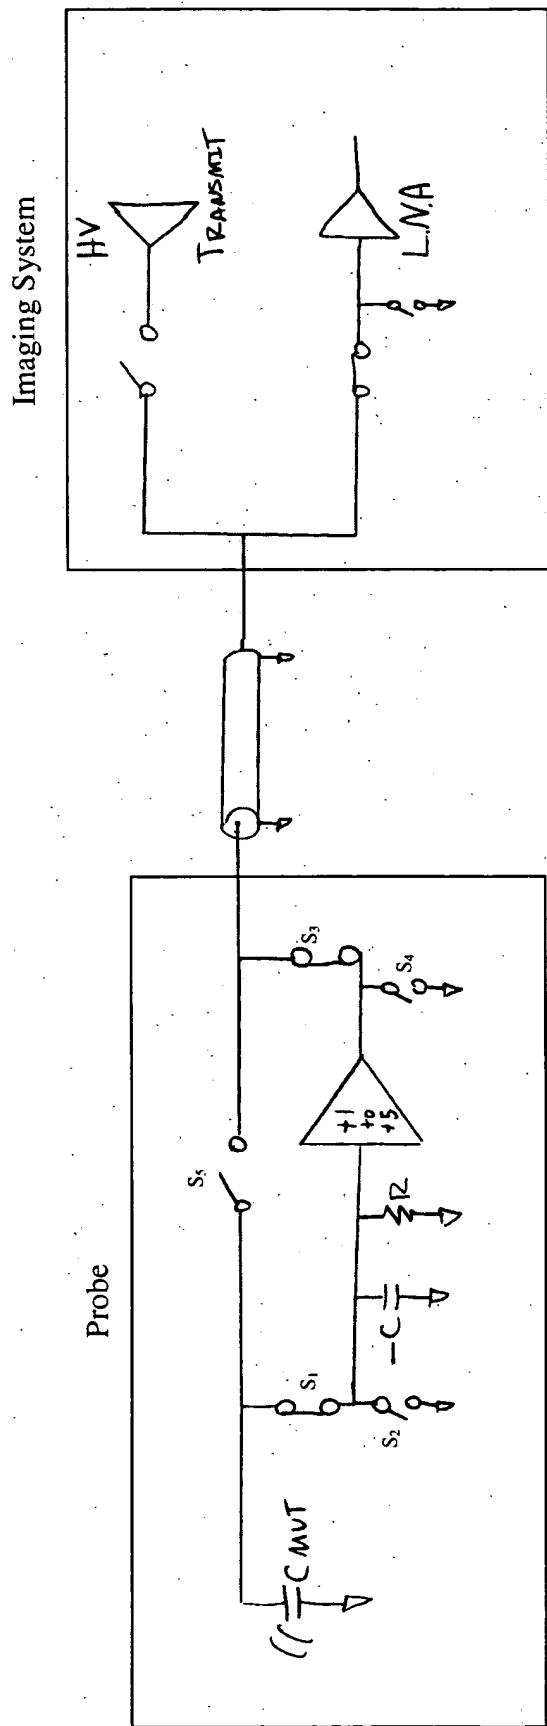 Imaging System
HV
TRANSMIT
L.N.A
Probe
S5
S3
S4
+1
to
+5
R
-C
S1
S2
CMUT